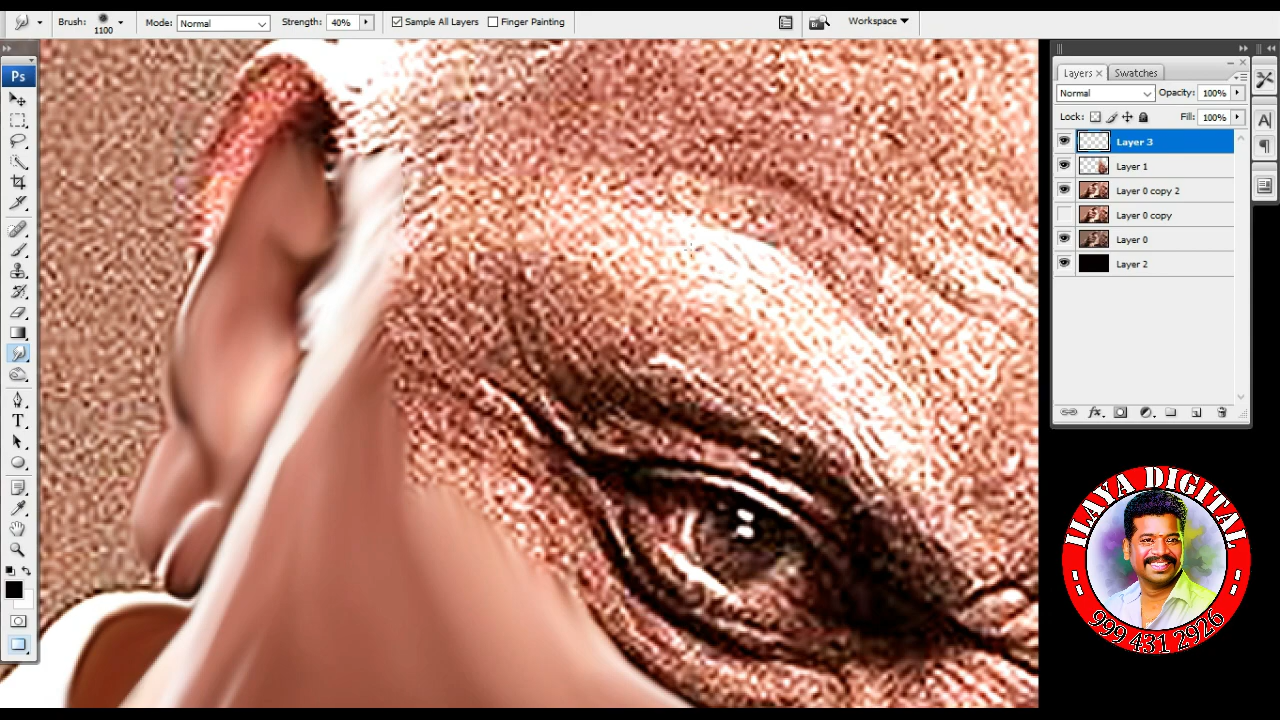 Brush: 1100 Mode: Normal Strength: 40% Sample All Layers Finger Painting Workspace
Ps
Layers Swatches
Normal Opacity: 100%
Lock: Fill: 100%
Layer 3
Layer 1
Layer 0 copy 2
Layer 0 copy
Layer 0
Layer 2
ILAYA DIGITAL
999 431 2926